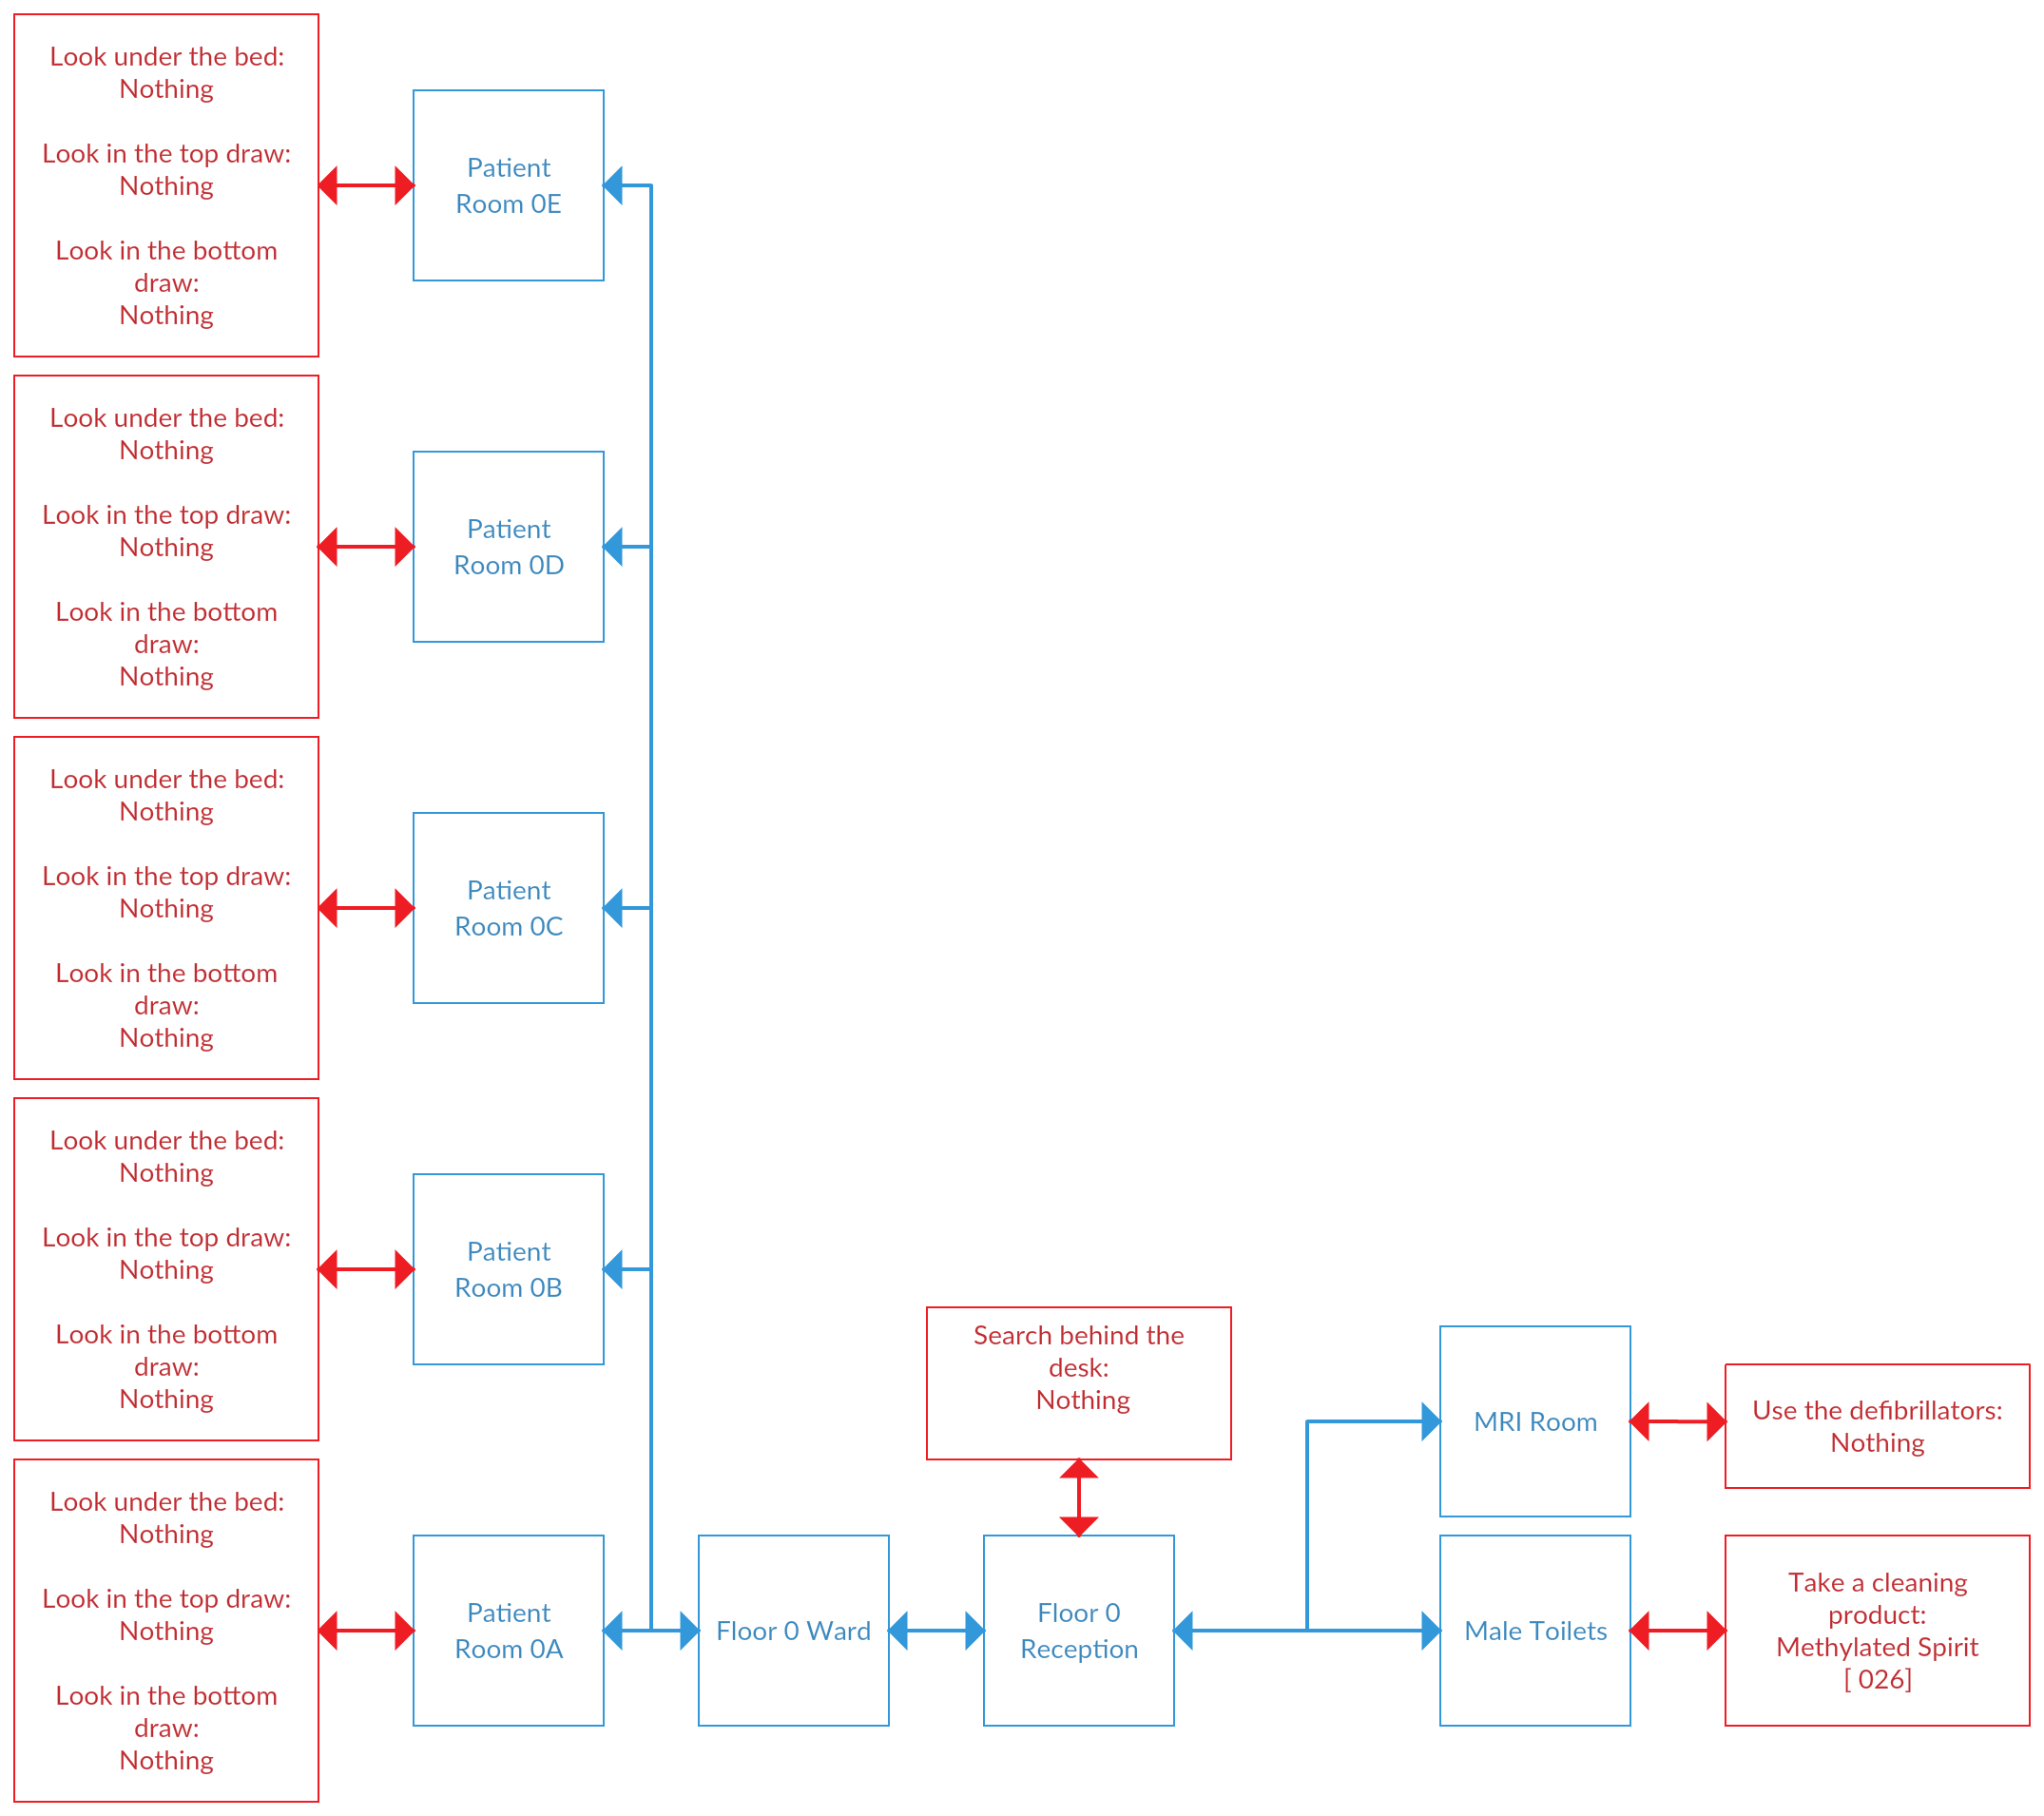 Look under the bed:
Nothing
Look in the top draw:
Nothing
Look in the bottom
draw:
Nothing
Patient
Room 0E
Look under the bed:
Nothing
Look in the top draw:
Nothing
Look in the bottom
draw:
Nothing
Patient
Room 0D
Look under the bed:
Nothing
Look in the top draw:
Nothing
Look in the bottom
draw:
Nothing
Patient
Room 0C
Look under the bed:
Nothing
Look in the top draw:
Nothing
Look in the bottom
draw:
Nothing
Patient
Room 0B
Search behind the
desk:
Nothing
MRI Room
Use the defibrillators:
Nothing
Look under the bed:
Nothing
Look in the top draw:
Nothing
Look in the bottom
draw:
Nothing
Patient
Room 0A
Floor 0 Ward
Floor 0
Reception
Male Toilets
Take a cleaning
product:
Methylated Spirit
[ 026]